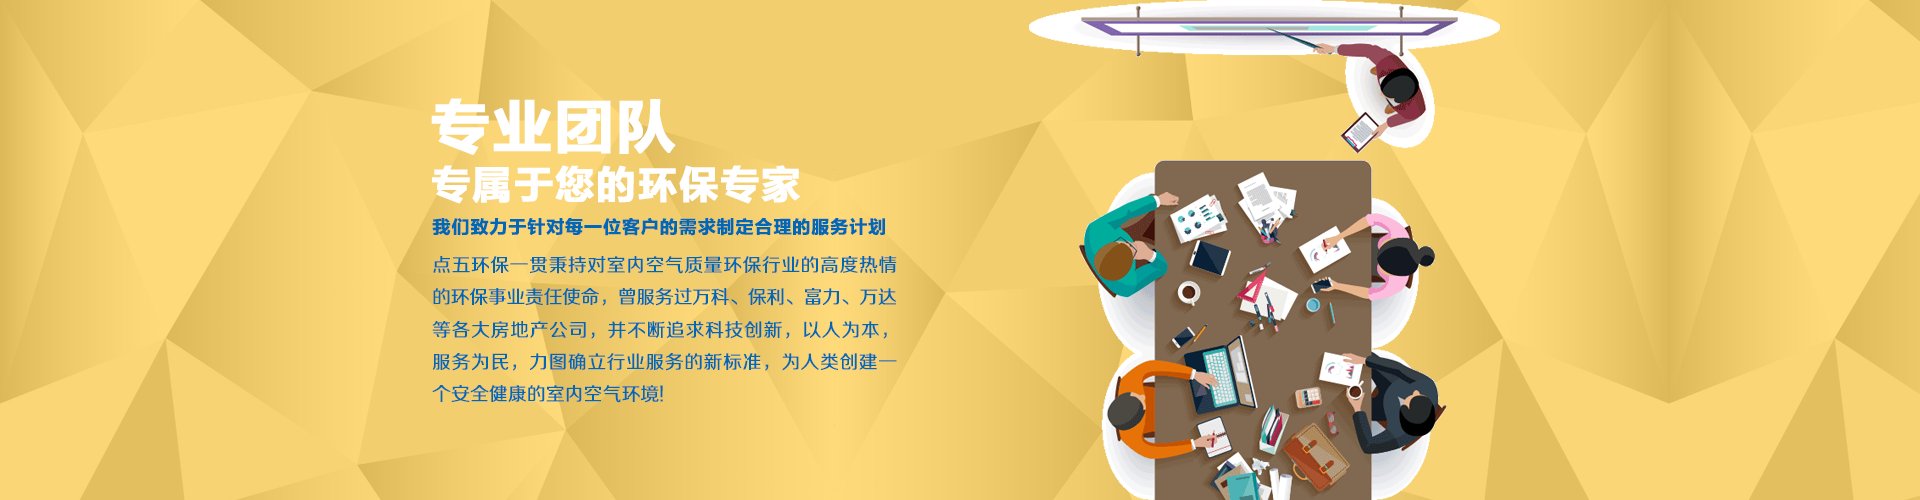 专业团队
专属于您的环保专家
我们致力于针对每一位客户的需求制定合理的服务计划
点五环保一贯秉持对室内空气质量环保行业的高度热情
的环保事业责任使命，曾服务过万科、保利、富力、万达
等各大房地产公司，并不断追求科技创新，以人为本，
服务为民，力图确立行业服务的新标准，为人类创建一
个安全健康的室内空气环境!